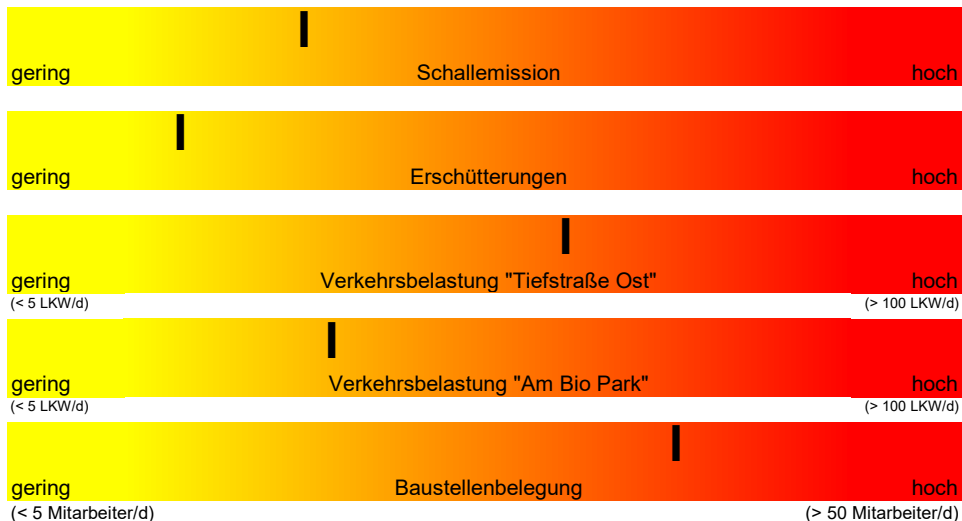 gering Schallemission hoch
gering Erschütterungen hoch
gering Verkehrsbelastung "Tiefstraße Ost" hoch
(< 5 LKW/d) (> 100 LKW/d)
gering Verkehrsbelastung "Am Bio Park" hoch
(< 5 LKW/d) (> 100 LKW/d)
gering Baustellenbelegung hoch
(< 5 Mitarbeiter/d) (> 50 Mitarbeiter/d)